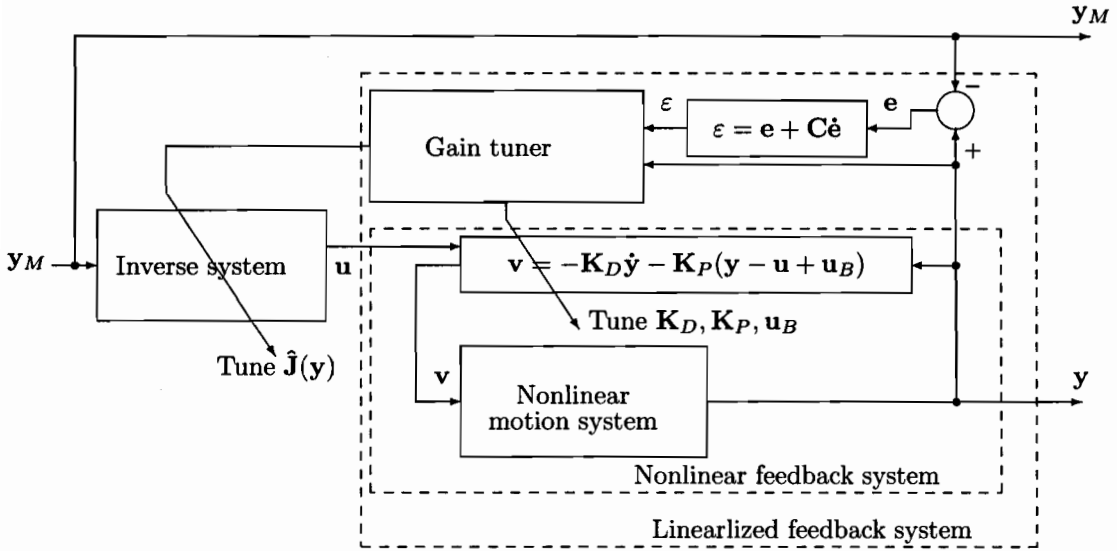 y_M
−
ε
e
ε = e + Cė
Gain tuner
+
y_M
Inverse system
u
v = −K_D ẏ − K_P(y − u + u_B)
Tune K_D, K_P, u_B
Tune Ĵ(y)
v
Nonlinear
motion system
y
Nonlinear feedback system
Linearlized feedback system